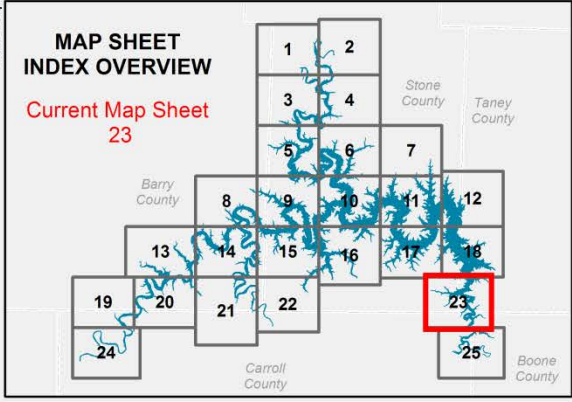 MAP SHEET
INDEX OVERVIEW
Current Map Sheet
23
1
2
Stone
County
Taney
County
3
4
5
6
7
Barry
County
8
9
10
11
12
13
14
15
16
17
18
19
20
21
22
23
24
25
Carroll
County
Boone
County